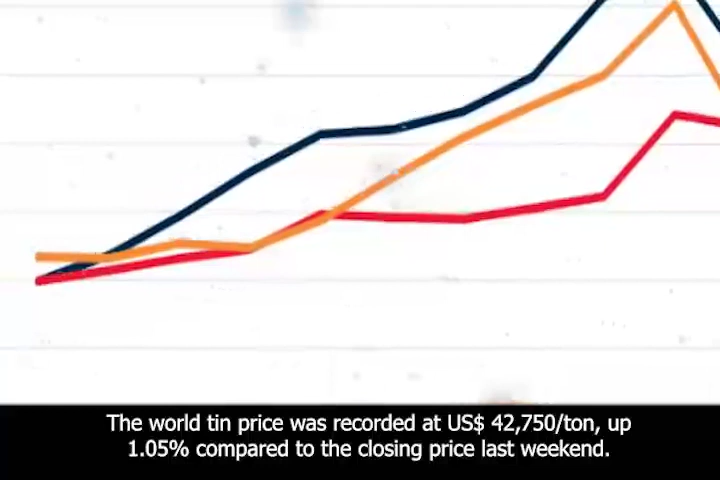 The world tin price was recorded at US$ 42,750/ton, up
1.05% compared to the closing price last weekend.